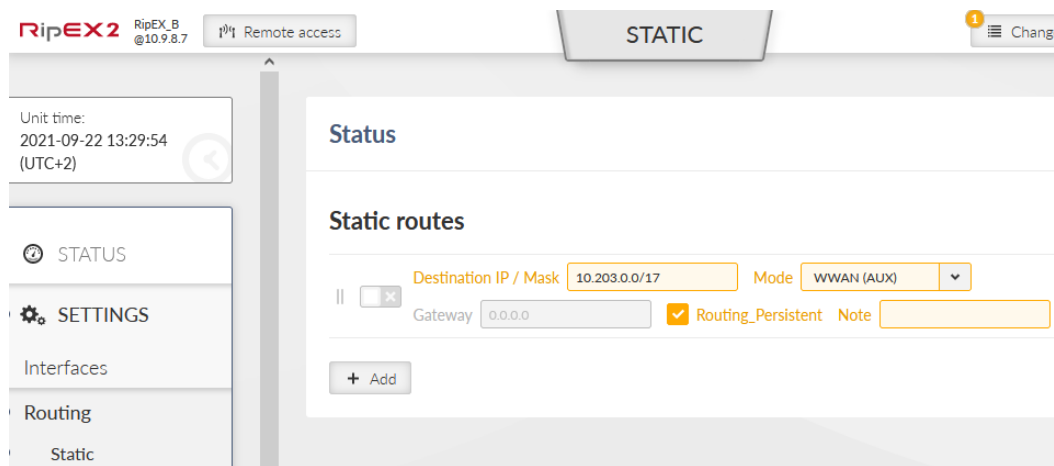 RipEX2
RipEX_B
@10.9.8.7
Remote access
STATIC
1
Chang
Unit time:
2021-09-22 13:29:54
(UTC+2)
STATUS
SETTINGS
Interfaces
Routing
Static
Status
Static routes
Destination IP / Mask 10.203.0.0/17 Mode WWAN (AUX)
Gateway 0.0.0.0 Routing_Persistent Note
+ Add